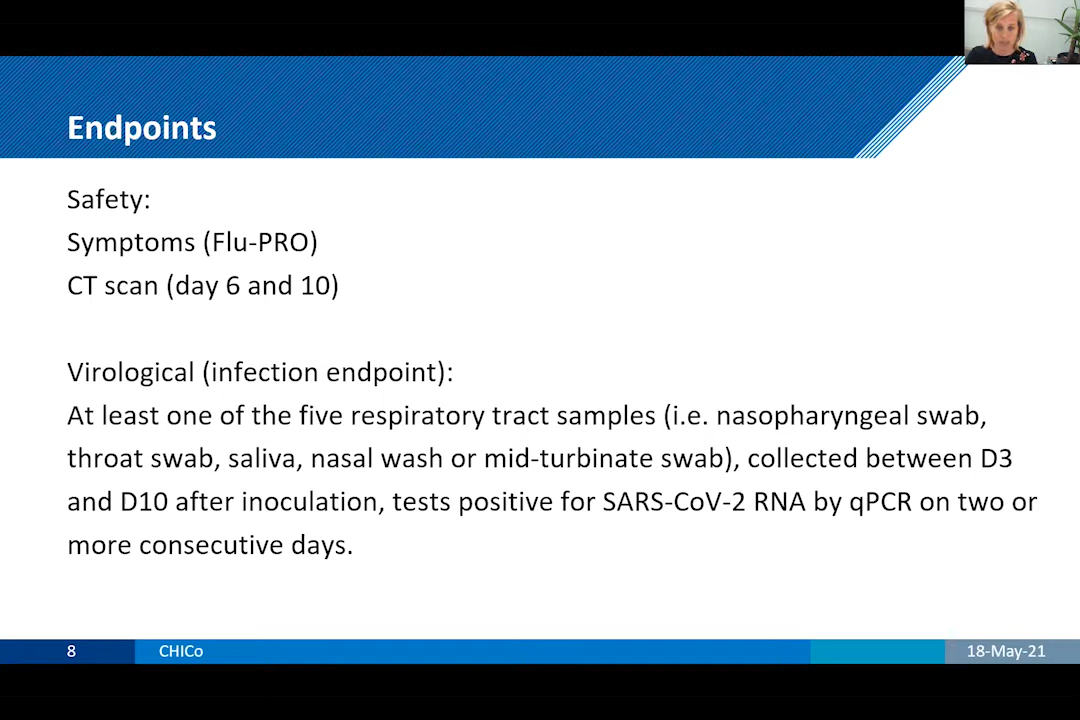 Endpoints
Safety:
Symptoms (Flu-PRO)
CT scan (day 6 and 10)
Virological (infection endpoint):
At least one of the five respiratory tract samples (i.e. nasopharyngeal swab,
throat swab, saliva, nasal wash or mid-turbinate swab), collected between D3
and D10 after inoculation, tests positive for SARS-CoV-2 RNA by qPCR on two or
more consecutive days.
8 CHICo 18-May-21